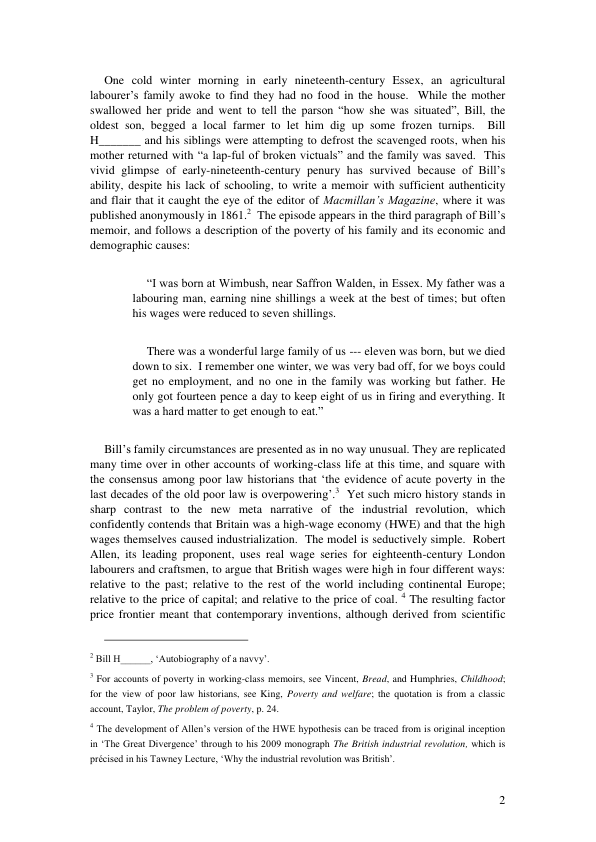 One cold winter morning in early nineteenth-century Essex, an agricultural
labourer's family awoke to find they had no food in the house.  While the mother
swallowed her pride and went to tell the parson “how she was situated”, Bill, the
oldest son, begged a local farmer to let him dig up some frozen turnips.  Bill
H_______ and his siblings were attempting to defrost the scavenged roots, when his
mother returned with “a lap-ful of broken victuals” and the family was saved.  This
vivid glimpse of early-nineteenth-century penury has survived because of Bill's
ability, despite his lack of schooling, to write a memoir with sufficient authenticity
and flair that it caught the eye of the editor of Macmillan's Magazine, where it was
published anonymously in 1861.2  The episode appears in the third paragraph of Bill's
memoir, and follows a description of the poverty of his family and its economic and
demographic causes:
“I was born at Wimbush, near Saffron Walden, in Essex. My father was a
labouring man, earning nine shillings a week at the best of times; but often
his wages were reduced to seven shillings.
There was a wonderful large family of us --- eleven was born, but we died
down to six.  I remember one winter, we was very bad off, for we boys could
get no employment, and no one in the family was working but father. He
only got fourteen pence a day to keep eight of us in firing and everything. It
was a hard matter to get enough to eat.”
Bill's family circumstances are presented as in no way unusual. They are replicated
many time over in other accounts of working-class life at this time, and square with
the consensus among poor law historians that ‘the evidence of acute poverty in the
last decades of the old poor law is overpowering’.3  Yet such micro history stands in
sharp contrast to the new meta narrative of the industrial revolution, which
confidently contends that Britain was a high-wage economy (HWE) and that the high
wages themselves caused industrialization.  The model is seductively simple.  Robert
Allen, its leading proponent, uses real wage series for eighteenth-century London
labourers and craftsmen, to argue that British wages were high in four different ways:
relative to the past; relative to the rest of the world including continental Europe;
relative to the price of capital; and relative to the price of coal. 4 The resulting factor
price frontier meant that contemporary inventions, although derived from scientific
2 Bill H______, ‘Autobiography of a navvy’.
3 For accounts of poverty in working-class memoirs, see Vincent, Bread, and Humphries, Childhood;
for the view of poor law historians, see King, Poverty and welfare; the quotation is from a classic
account, Taylor, The problem of poverty, p. 24.
4 The development of Allen's version of the HWE hypothesis can be traced from is original inception
in ‘The Great Divergence’ through to his 2009 monograph The British industrial revolution, which is
précised in his Tawney Lecture, ‘Why the industrial revolution was British’.
2